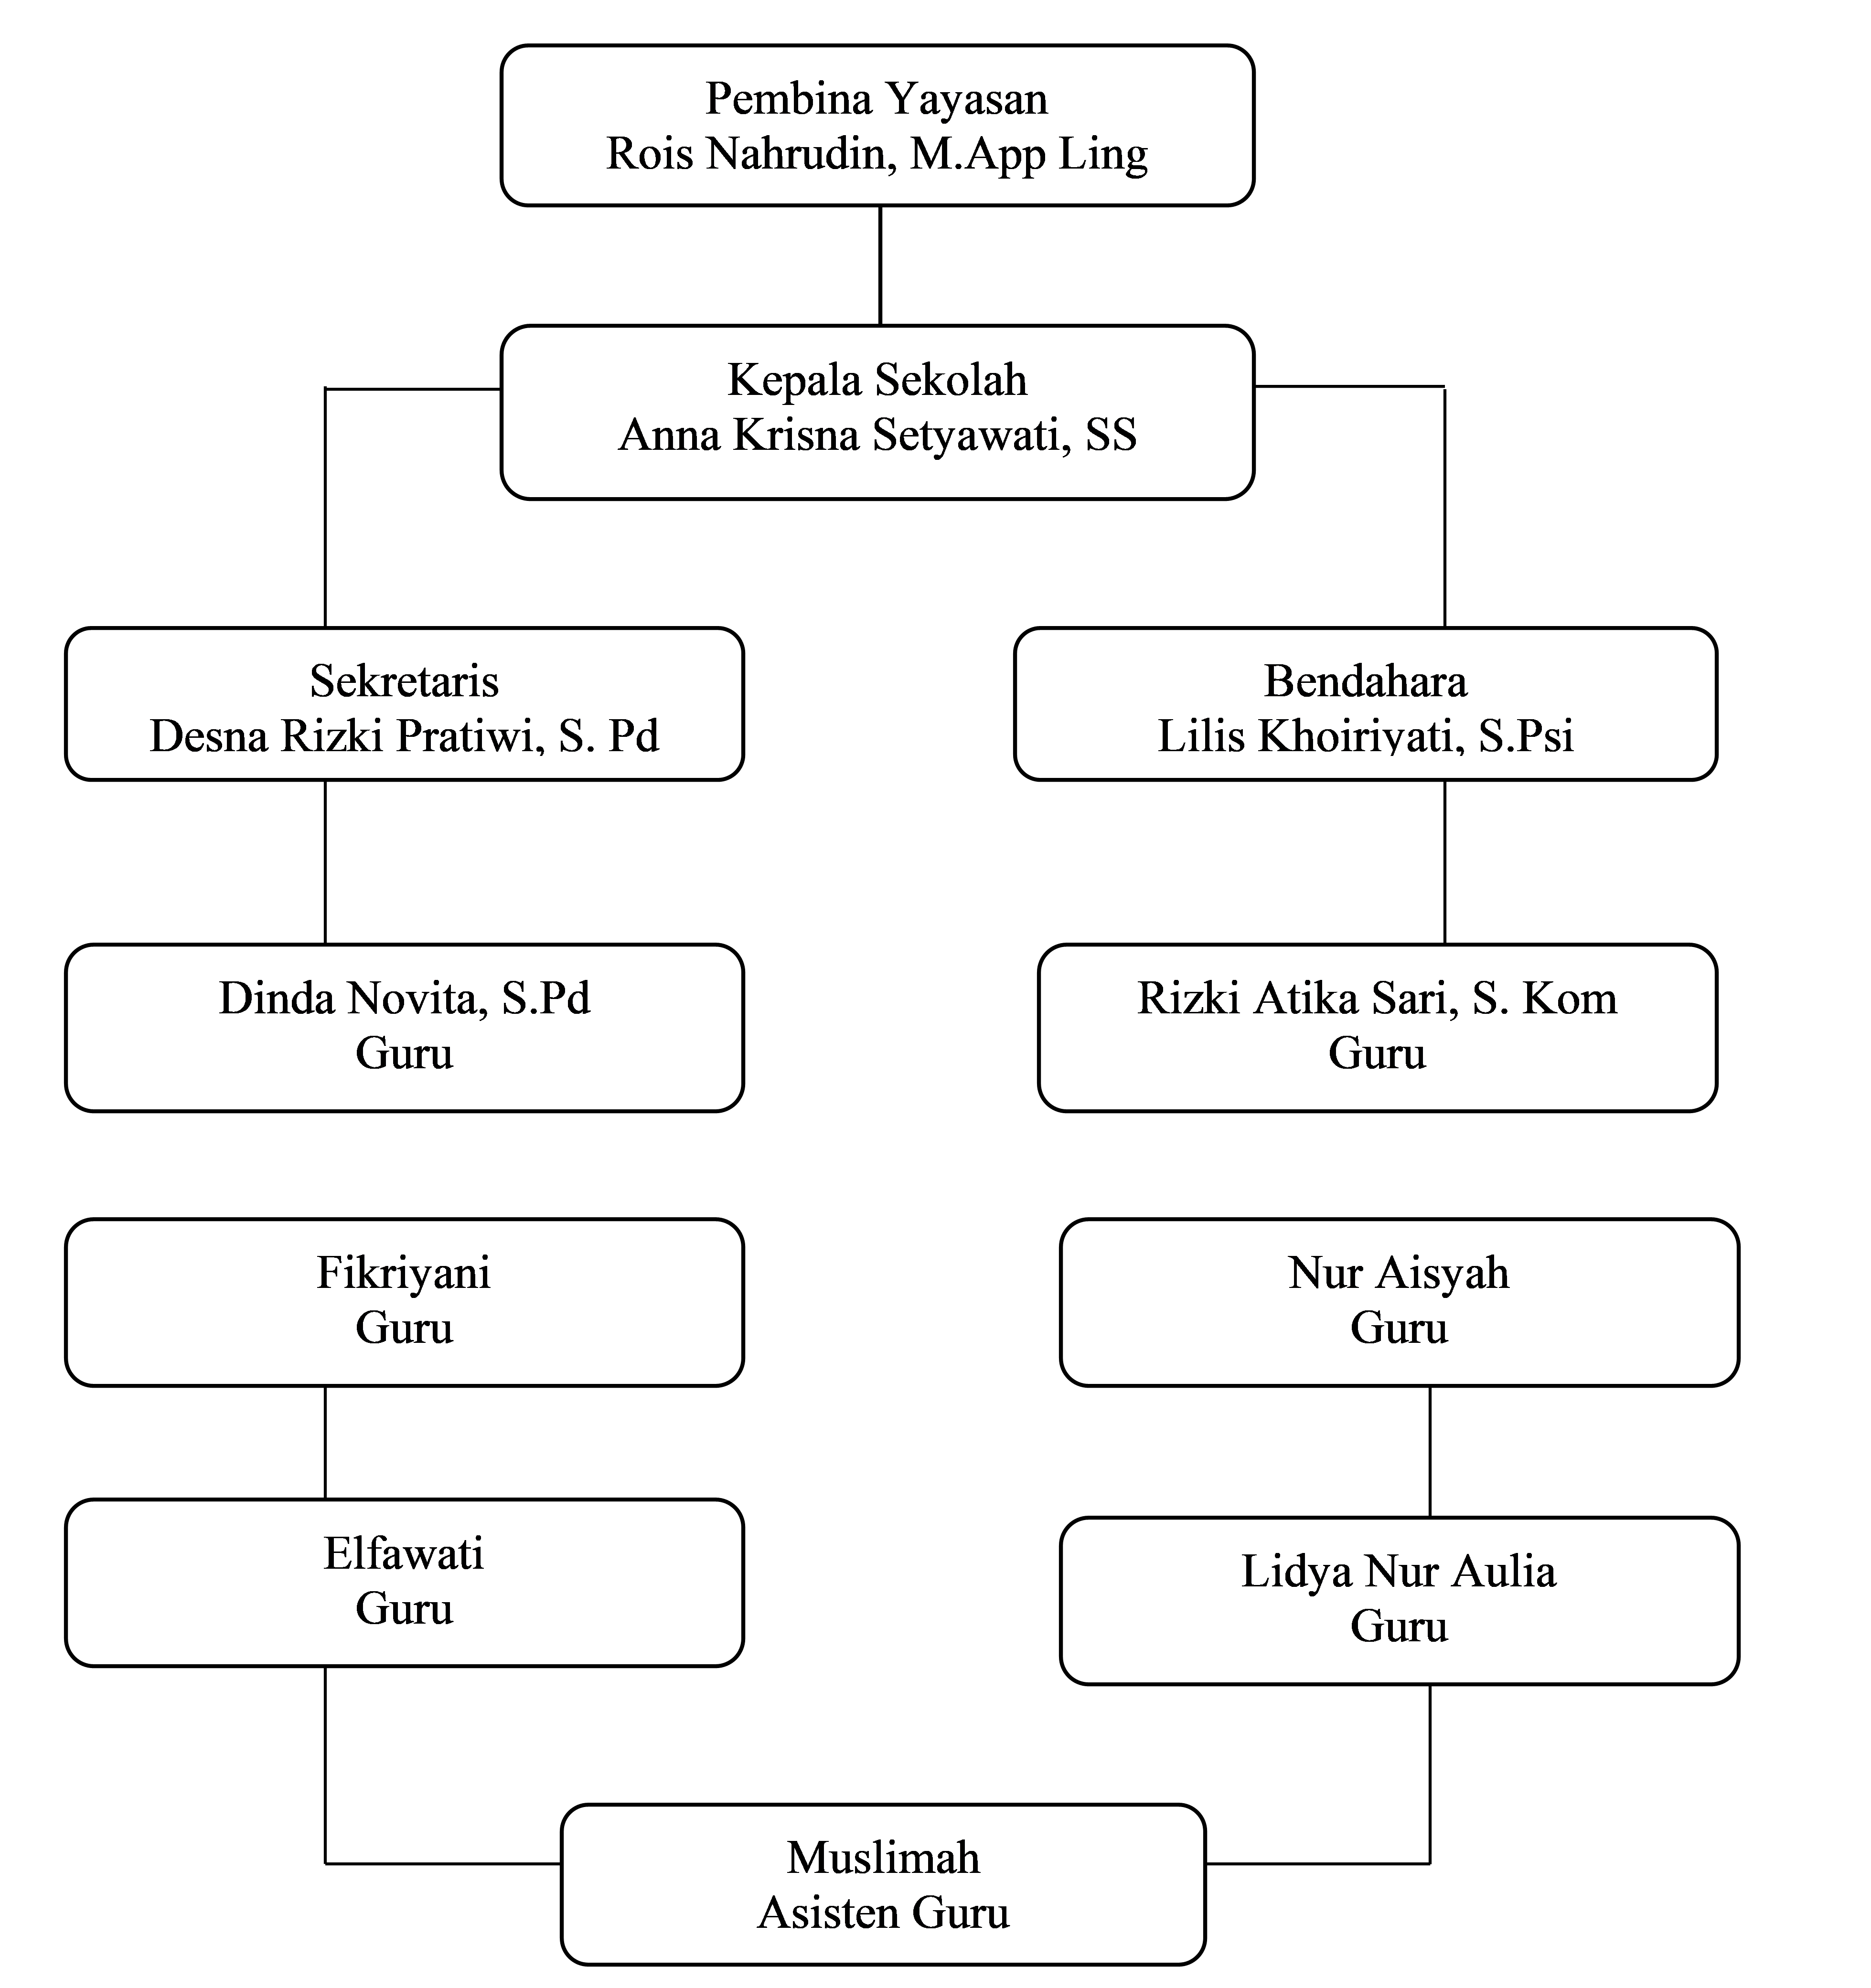 Pembina Yayasan
Rois Nahrudin, M.App Ling
Kepala Sekolah
Anna Krisna Setyawati, SS
Sekretaris
Desna Rizki Pratiwi, S. Pd
Bendahara
Lilis Khoiriyati, S.Psi
Dinda Novita, S.Pd
Guru
Rizki Atika Sari, S. Kom
Guru
Fikriyani
Guru
Nur Aisyah
Guru
Elfawati
Guru
Lidya Nur Aulia
Guru
Muslimah
Asisten Guru